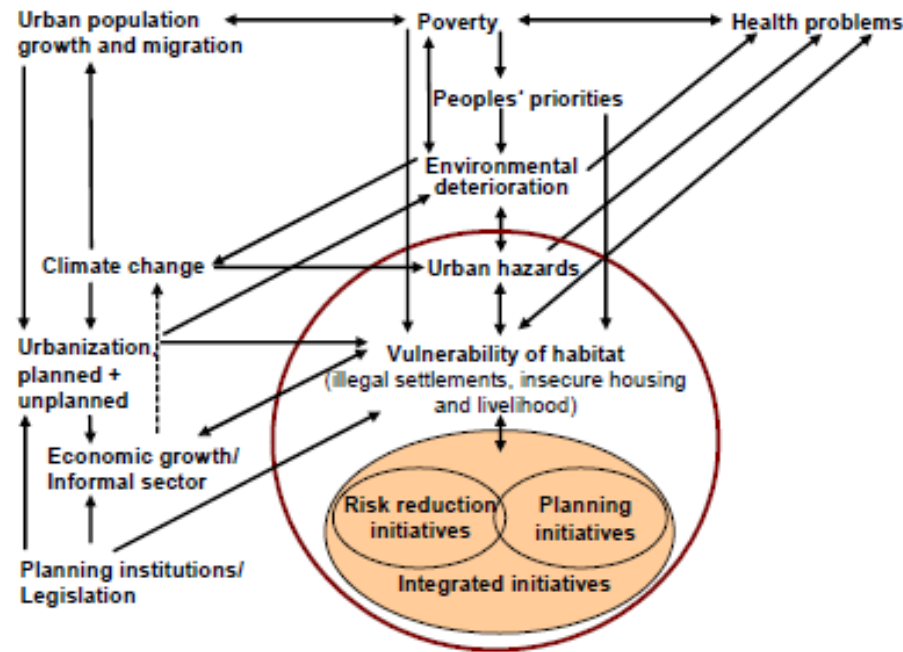 Urban population
growth and migration
Poverty
Health problems
Peoples' priorities
Environmental
deterioration
Climate change
Urban hazards
Urbanization,
planned +
unplanned
Vulnerability of habitat
(illegal settlements, insecure housing
and livelihood)
Economic growth/
Informal sector
Risk reduction
initiatives
Planning
initiatives
Integrated initiatives
Planning institutions/
Legislation